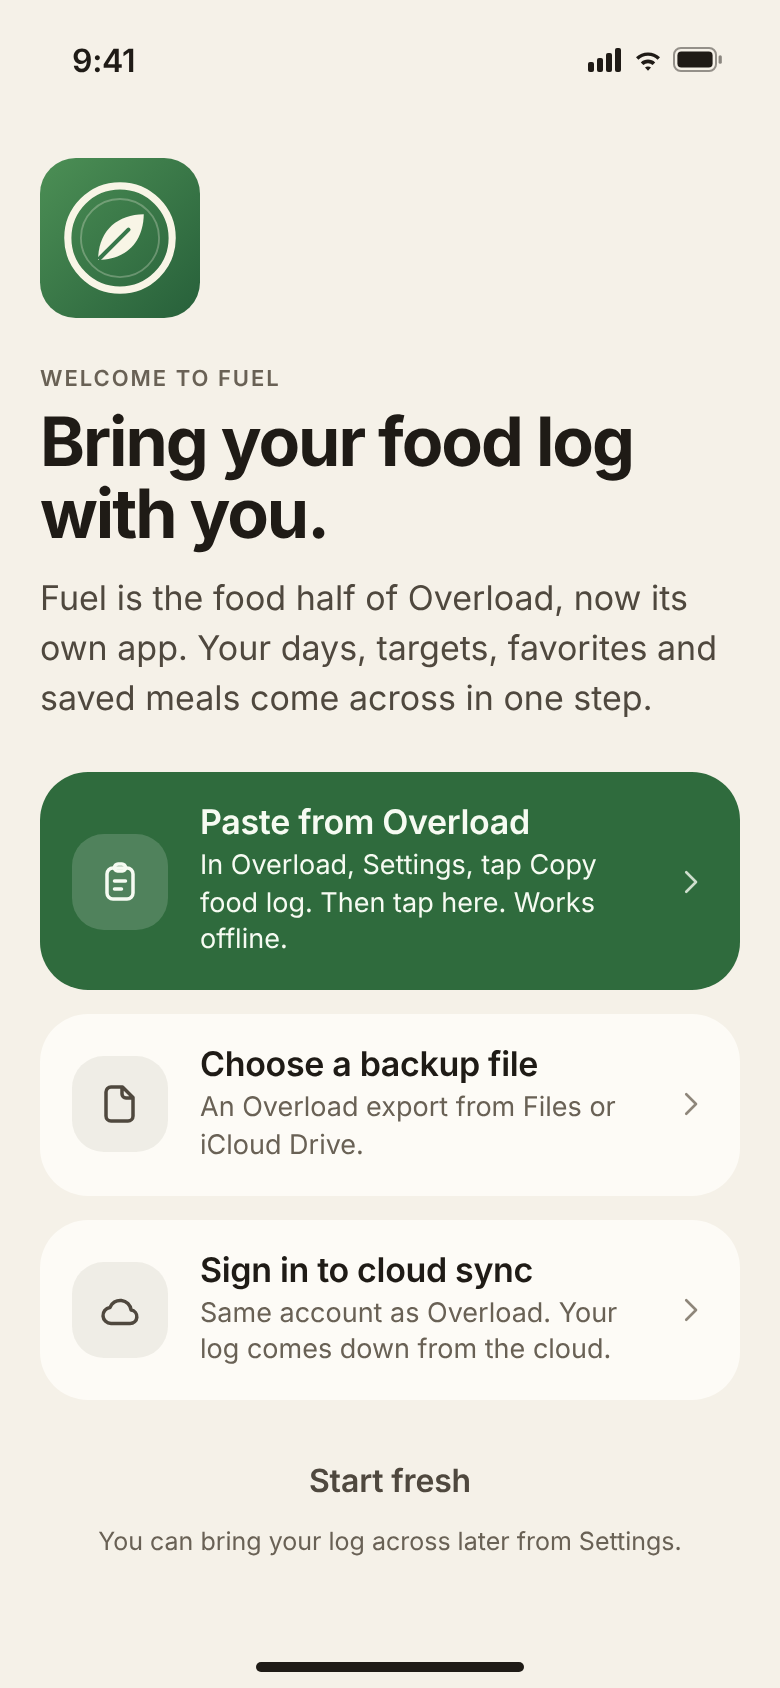 9:41
WELCOME TO FUEL
Bring your food log
with you.
Fuel is the food half of Overload, now its
own app. Your days, targets, favorites and
saved meals come across in one step.
Paste from Overload
In Overload, Settings, tap Copy
food log. Then tap here. Works
offline.
Choose a backup file
An Overload export from Files or
iCloud Drive.
Sign in to cloud sync
Same account as Overload. Your
log comes down from the cloud.
Start fresh
You can bring your log across later from Settings.